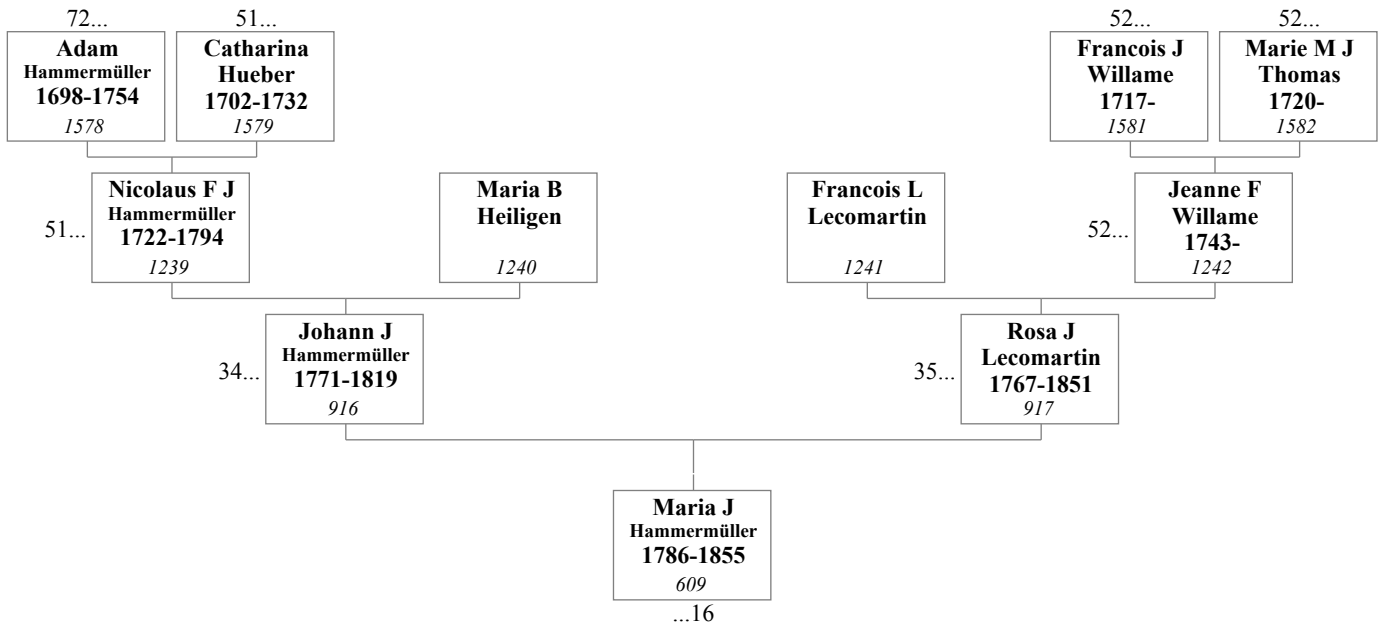 72...
Adam
Hammermüller
1698-1754
1578
51...
Catharina
Hueber
1702-1732
1579
52...
Francois J
Willame
1717-
1581
52...
Marie M J
Thomas
1720-
1582
51...
Nicolaus F J
Hammermüller
1722-1794
1239
Maria B
Heiligen
1240
Francois L
Lecomartin
1241
52...
Jeanne F
Willame
1743-
1242
34...
Johann J
Hammermüller
1771-1819
916
35...
Rosa J
Lecomartin
1767-1851
917
Maria J
Hammermüller
1786-1855
609
...16